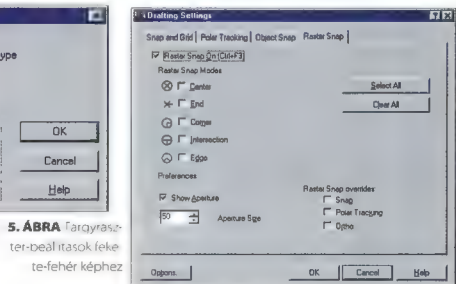 ype
OK
Cancel
Help
5. ÁBRA Tárgyrasz-
ter-beállítások feke-
te-fehér képhez
Drafting Settings
Snap and Grid
Polar Tracking
Object Snap
Raster Snap
Raster Snap On (Ctrl+F3)
Raster Snap Modes
Center
End
Corner
Intersection
Edge
Select All
Clear All
Preferences
Show Aperture
50
Aperture Size
Raster Snap overrides
Snap
Polar Tracking
Ortho
Options.
OK
Cancel
Help